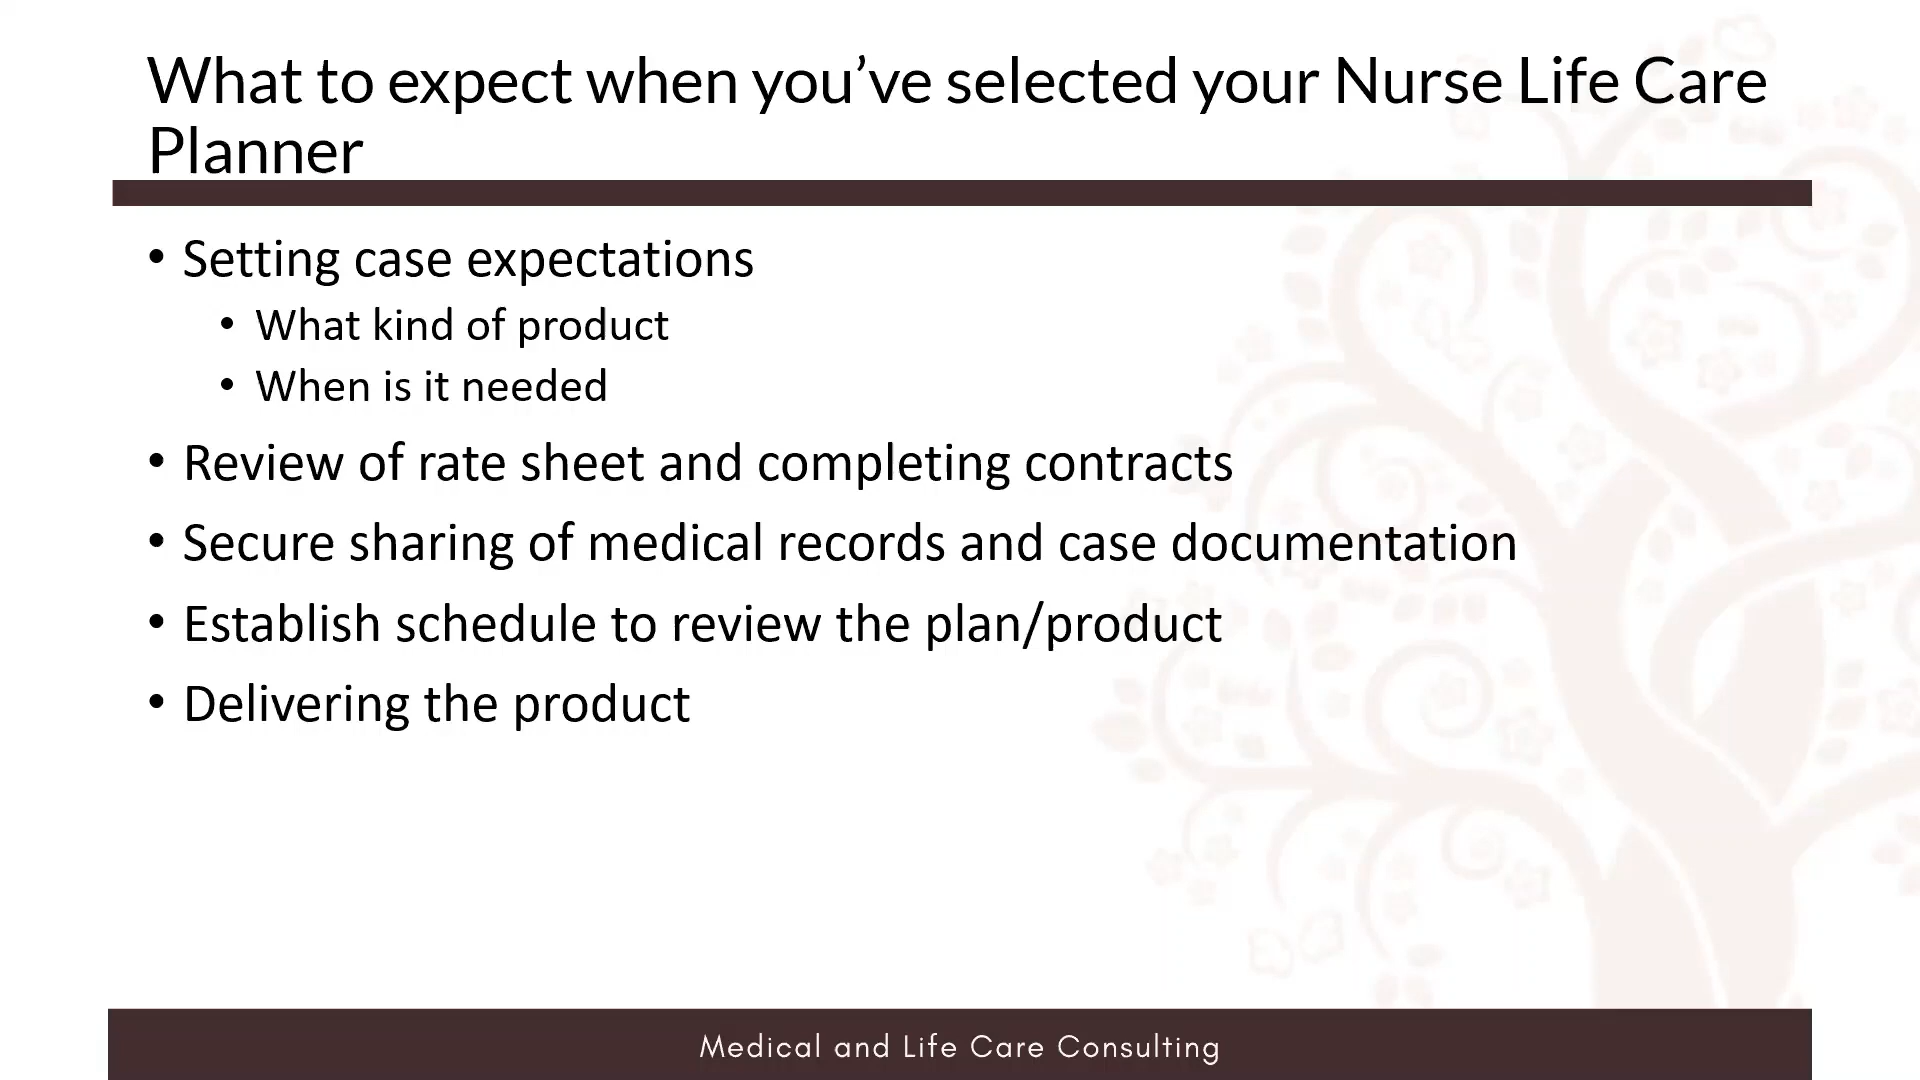 What to expect when you’ve selected your Nurse Life Care
Planner
• Setting case expectations
• What kind of product
• When is it needed
• Review of rate sheet and completing contracts
• Secure sharing of medical records and case documentation
• Establish schedule to review the plan/product
• Delivering the product
Medical and Life Care Consulting